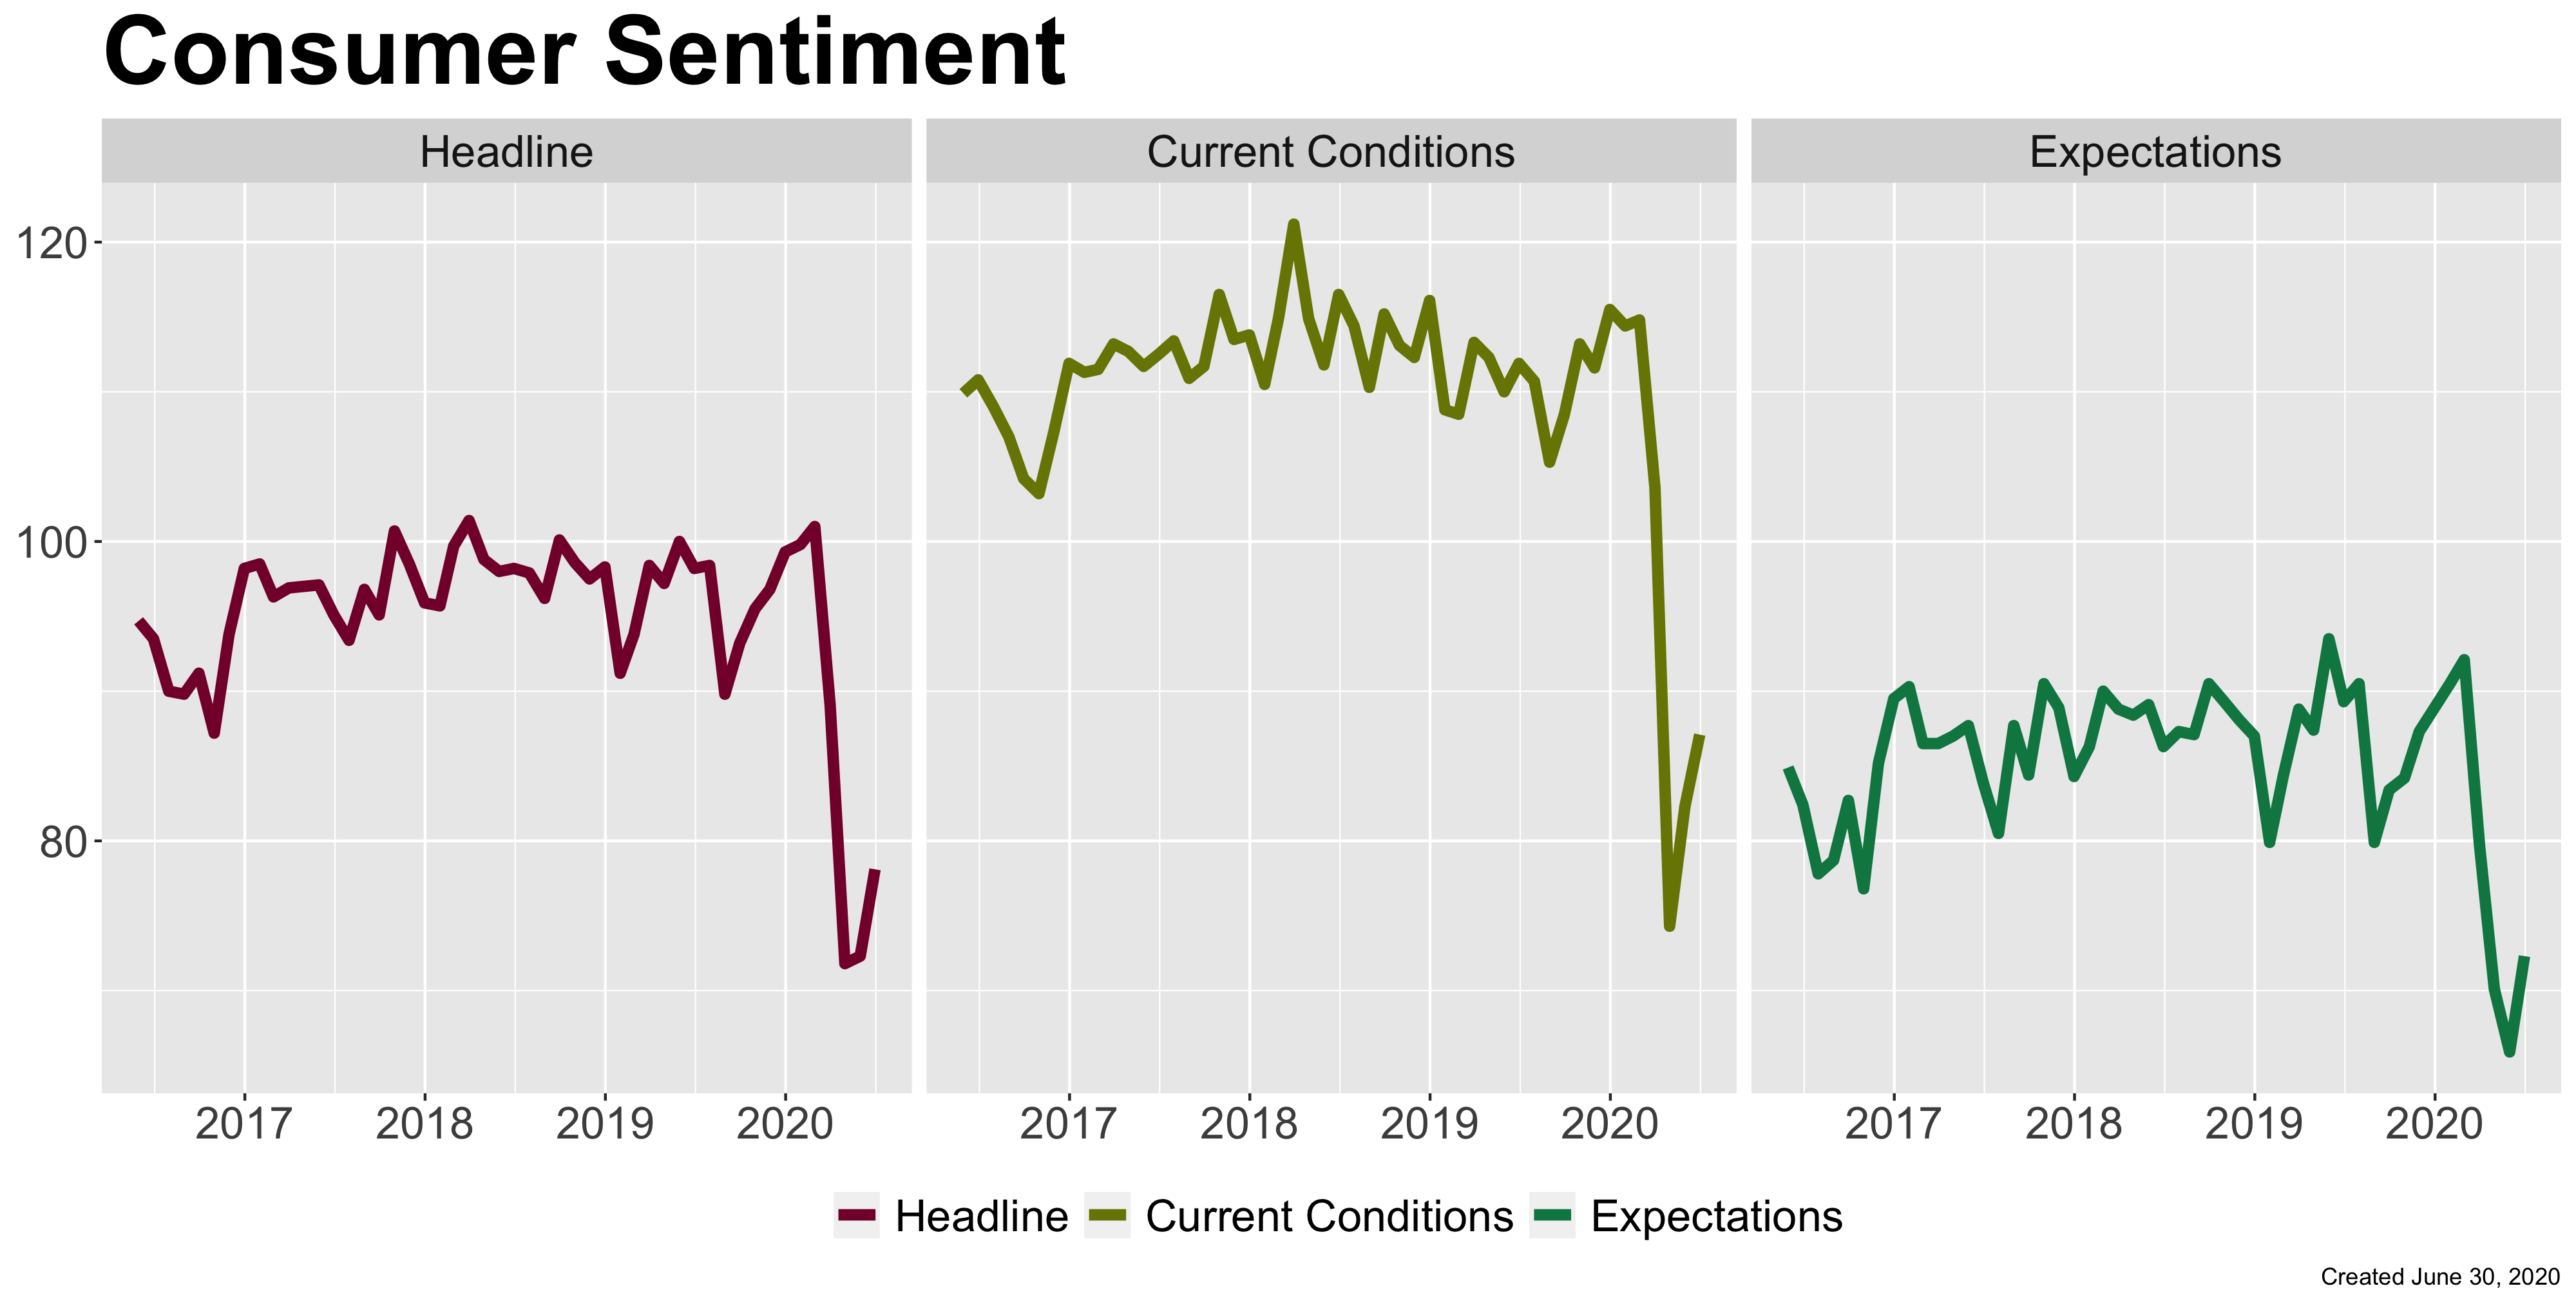 Consumer Sentiment
Headline Current Conditions Expectations
120
100
80
2017 2018 2019 2020 2017 2018 2019 2020 2017 2018 2019 2020
Headline Current Conditions Expectations
Created June 30, 2020